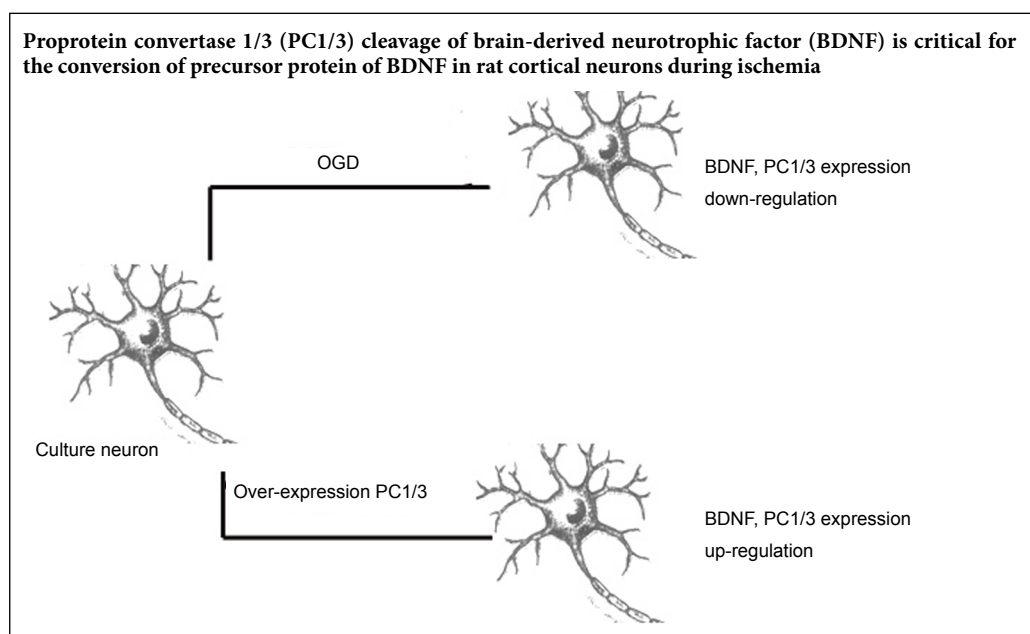 Proprotein convertase 1/3 (PC1/3) cleavage of brain-derived neurotrophic factor (BDNF) is critical for
the conversion of precursor protein of BDNF in rat cortical neurons during ischemia
OGD
BDNF, PC1/3 expression
down-regulation
Culture neuron
Over-expression PC1/3
BDNF, PC1/3 expression
up-regulation